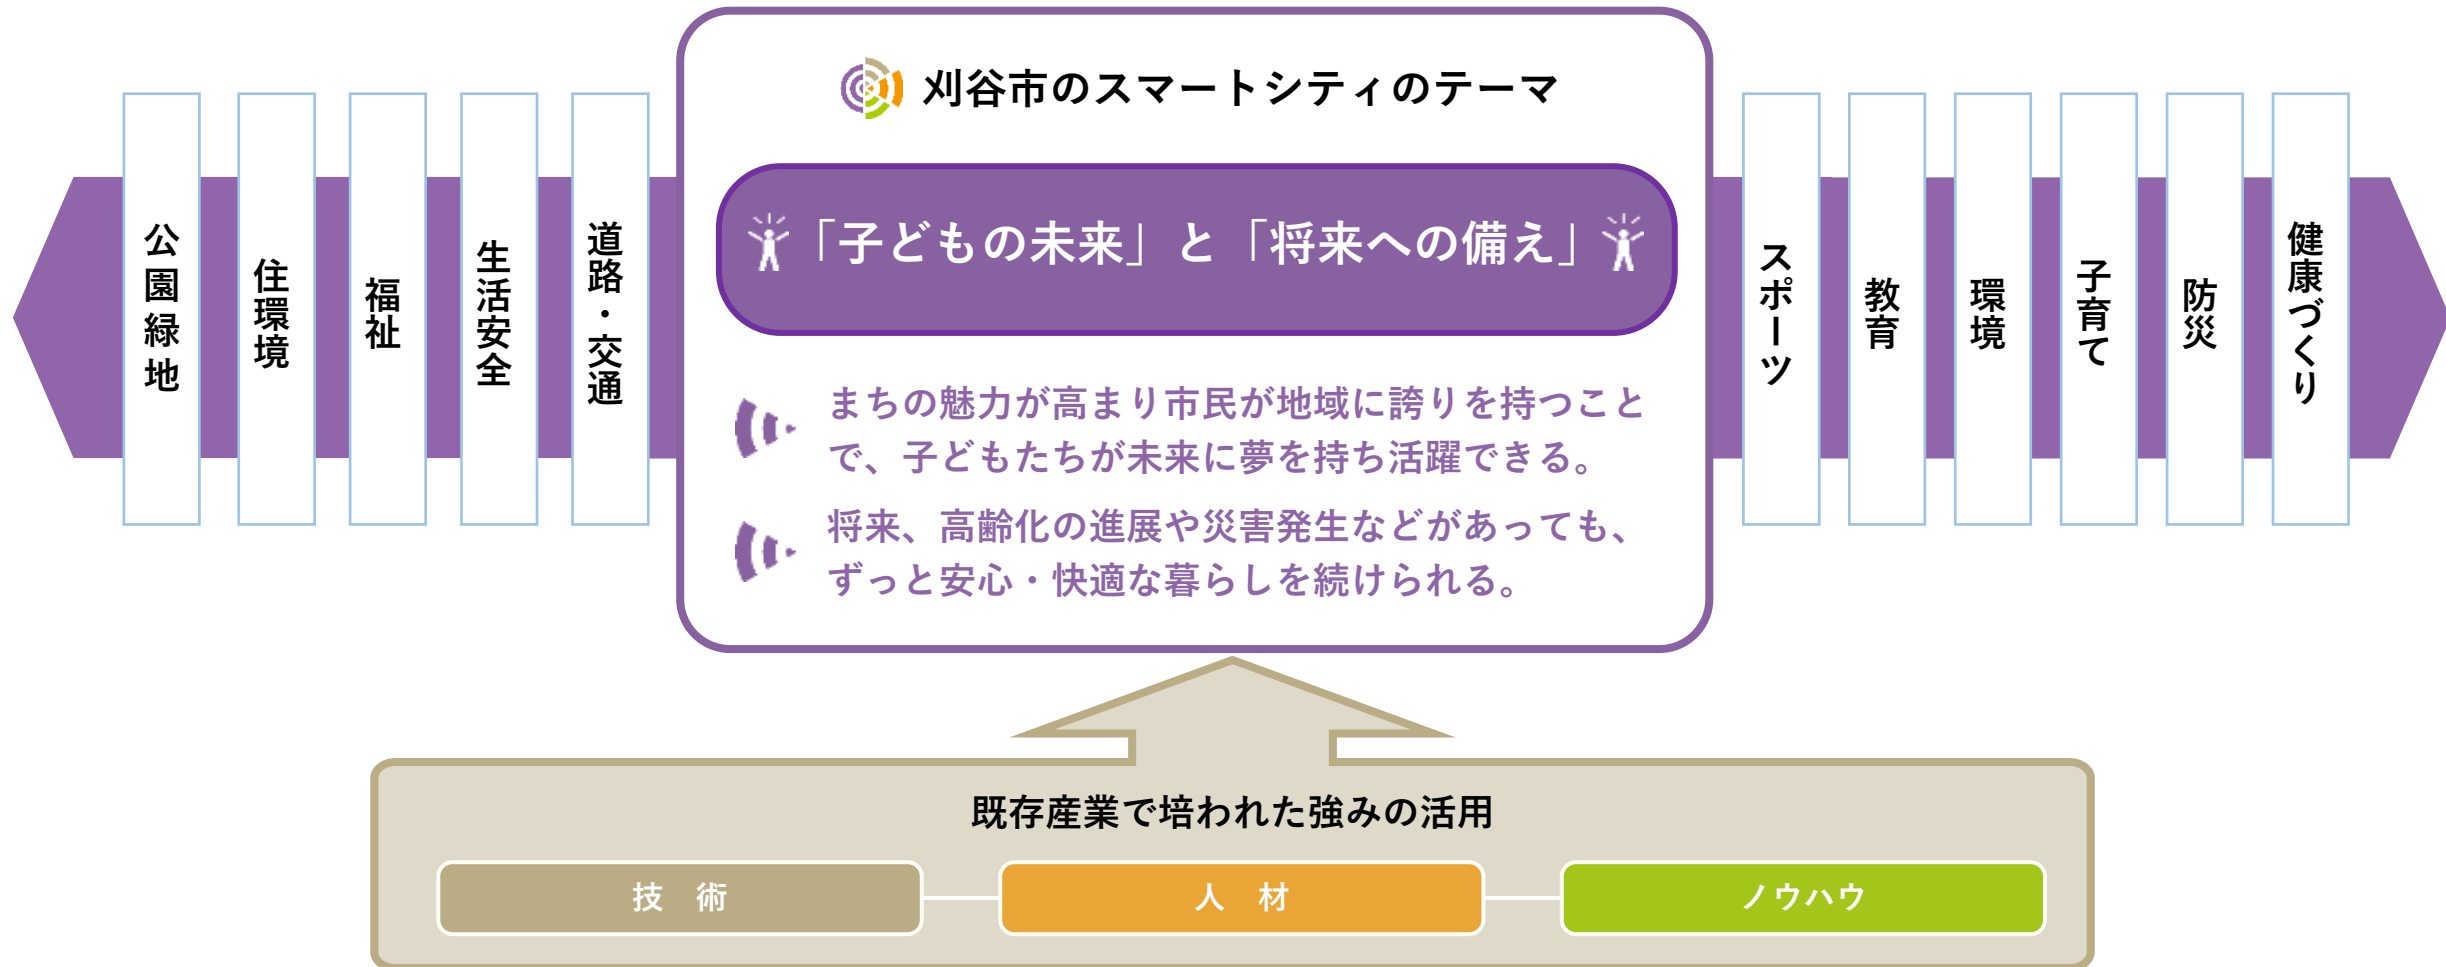 刈谷市のスマートシティのテーマ
「子どもの未来」と「将来への備え」
まちの魅力が高まり市民が地域に誇りを持つこと
で、子どもたちが未来に夢を持ち活躍できる。
将来、高齢化の進展や災害発生などがあっても、
ずっと安心・快適な暮らしを続けられる。
公園緑地
住環境
福祉
生活安全
道路・交通
スポーツ
教育
環境
子育て
防災
健康づくり
既存産業で培われた強みの活用
技　術
人　材
ノウハウ